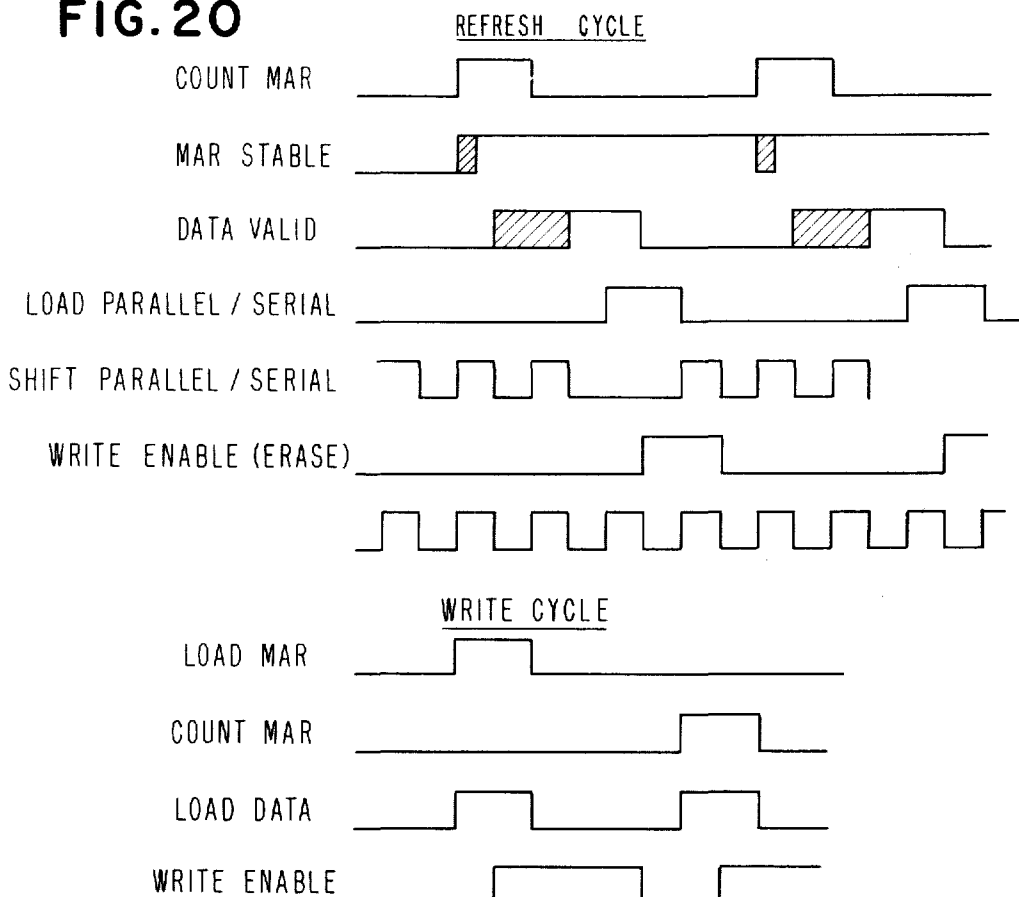 FIG. 20
REFRESH CYCLE
COUNT MAR
MAR STABLE
DATA VALID
LOAD PARALLEL / SERIAL
SHIFT PARALLEL / SERIAL
WRITE ENABLE (ERASE)
WRITE CYCLE
LOAD MAR
COUNT MAR
LOAD DATA
WRITE ENABLE